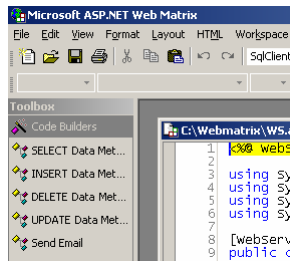 Microsoft ASP.NET Web Matrix
File Edit View Format Layout HTML Workspace
SqlClient
Toolbox
Code Builders
SELECT Data Met...
INSERT Data Met...
DELETE Data Met...
UPDATE Data Met...
Send Email
C:\Webmatrix\WS.a
1 <%@ WebS
2
3 using Sy
4 using Sy
5 using Sy
6 using Sy
7
8 [WebServ
9 public c